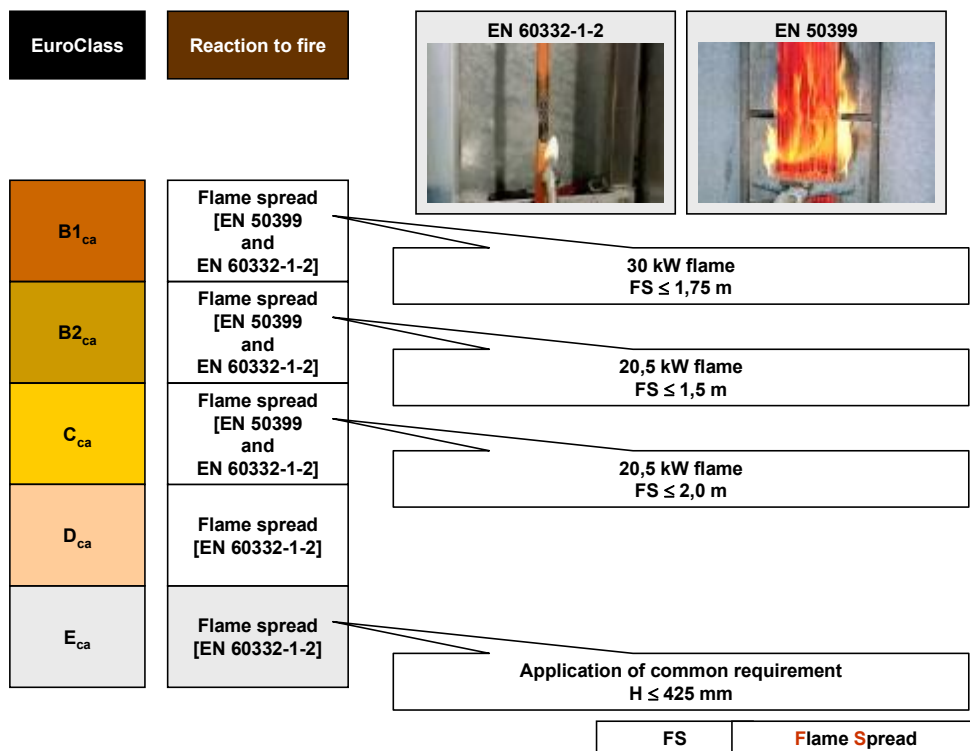 EuroClass
Reaction to fire
EN 60332-1-2
EN 50399
B1ca
Flame spread
[EN 50399
and
EN 60332-1-2]
30 kW flame
FS ≤ 1,75 m
B2ca
Flame spread
[EN 50399
and
EN 60332-1-2]
20,5 kW flame
FS ≤ 1,5 m
Cca
Flame spread
[EN 50399
and
EN 60332-1-2]
20,5 kW flame
FS ≤ 2,0 m
Dca
Flame spread
[EN 60332-1-2]
Eca
Flame spread
[EN 60332-1-2]
Application of common requirement
H ≤ 425 mm
FS
Flame Spread